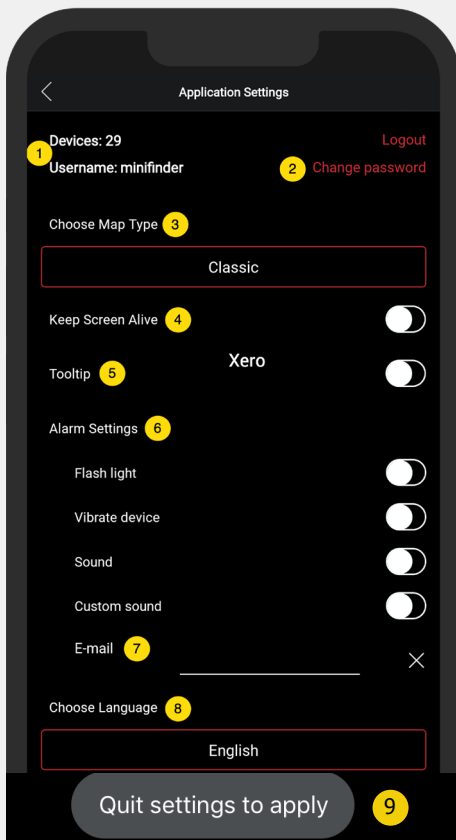 Application Settings
Devices: 29
Logout
1
Username: minifinder
2
Change password
Choose Map Type 3
Classic
Keep Screen Alive 4
Xero
Tooltip 5
Alarm Settings 6
Flash light
Vibrate device
Sound
Custom sound
E-mail 7
Choose Language 8
English
Quit settings to apply 9